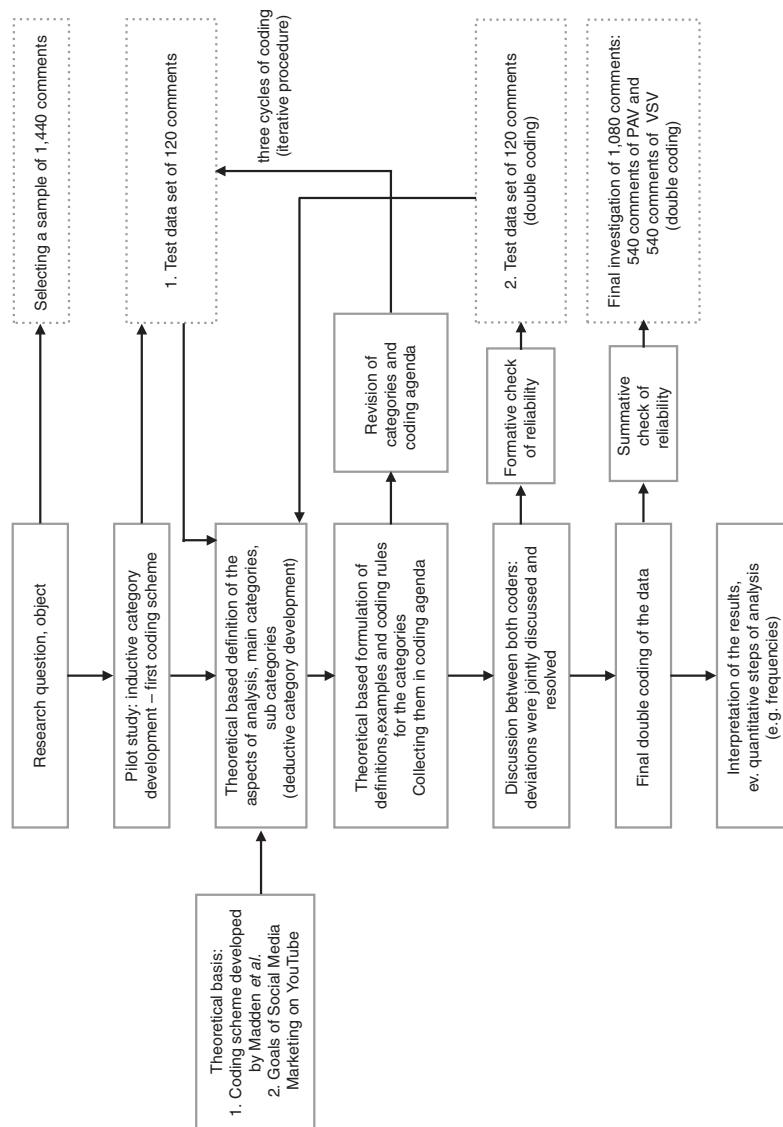 Research question, object
Selecting a sample of 1,440 comments
Pilot study: inductive category
development – first coding scheme
1. Test data set of 120 comments
Theoretical basis:
1. Coding scheme developed
by Madden et al.
2. Goals of Social Media
Marketing on YouTube
Theoretical based definition of the
aspects of analysis, main categories,
sub categories
(deductive category development)
three cycles of coding
(iterative procedure)
Theoretical based formulation of
definitions,examples and coding rules
for the categories
Collecting them in coding agenda
Revision of
categories and
coding agenda
Discussion between both coders:
deviations were jointly discussed and
resolved
Formative check
of reliability
2. Test data set of 120 comments
(double coding)
Final double coding of the data
Summative
check of
reliability
Final investigation of 1,080 comments:
540 comments of PAV and
540 comments of VSV
(double coding)
Interpretation of the results,
ev. quantitative steps of analysis
(e.g. frequencies)